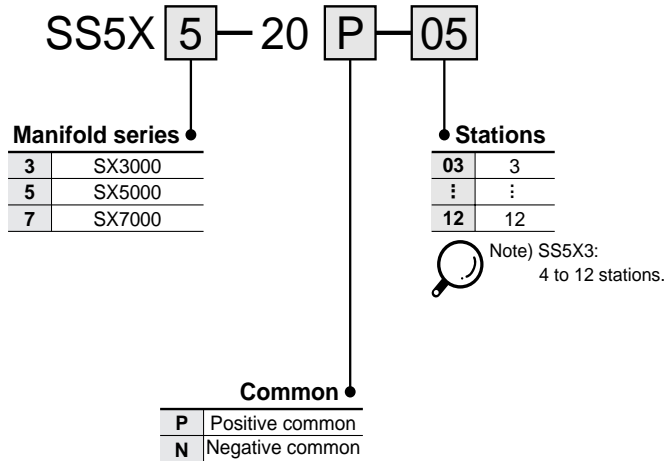 SS5X 5 — 20 P — 05
Manifold series
3 SX3000
5 SX5000
7 SX7000
Stations
03 3
⋮ ⋮
12 12
Note) SS5X3:
4 to 12 stations.
Common
P Positive common
N Negative common